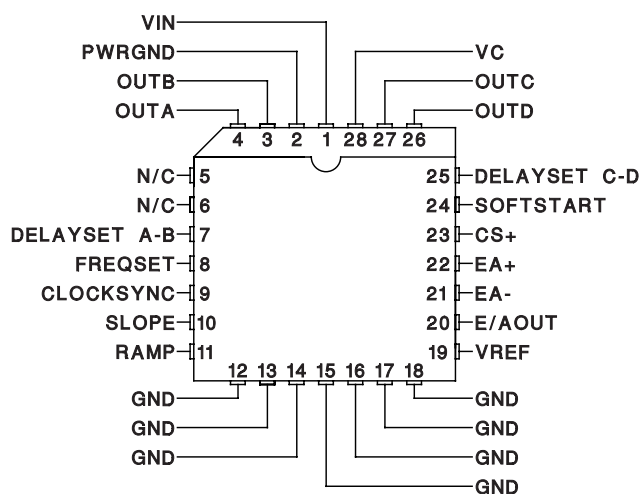 VIN
PWRGND VC
OUTB OUTC
OUTA OUTD
4 3 2 1 28 27 26
N/C 5 25 DELAYSET C-D
N/C 6 24 SOFTSTART
DELAYSET A-B 7 23 CS+
FREQSET 8 22 EA+
CLOCKSYNC 9 21 EA-
SLOPE 10 20 E/AOUT
RAMP 11 19 VREF
12 13 14 15 16 17 18
GND GND
GND GND
GND GND
GND